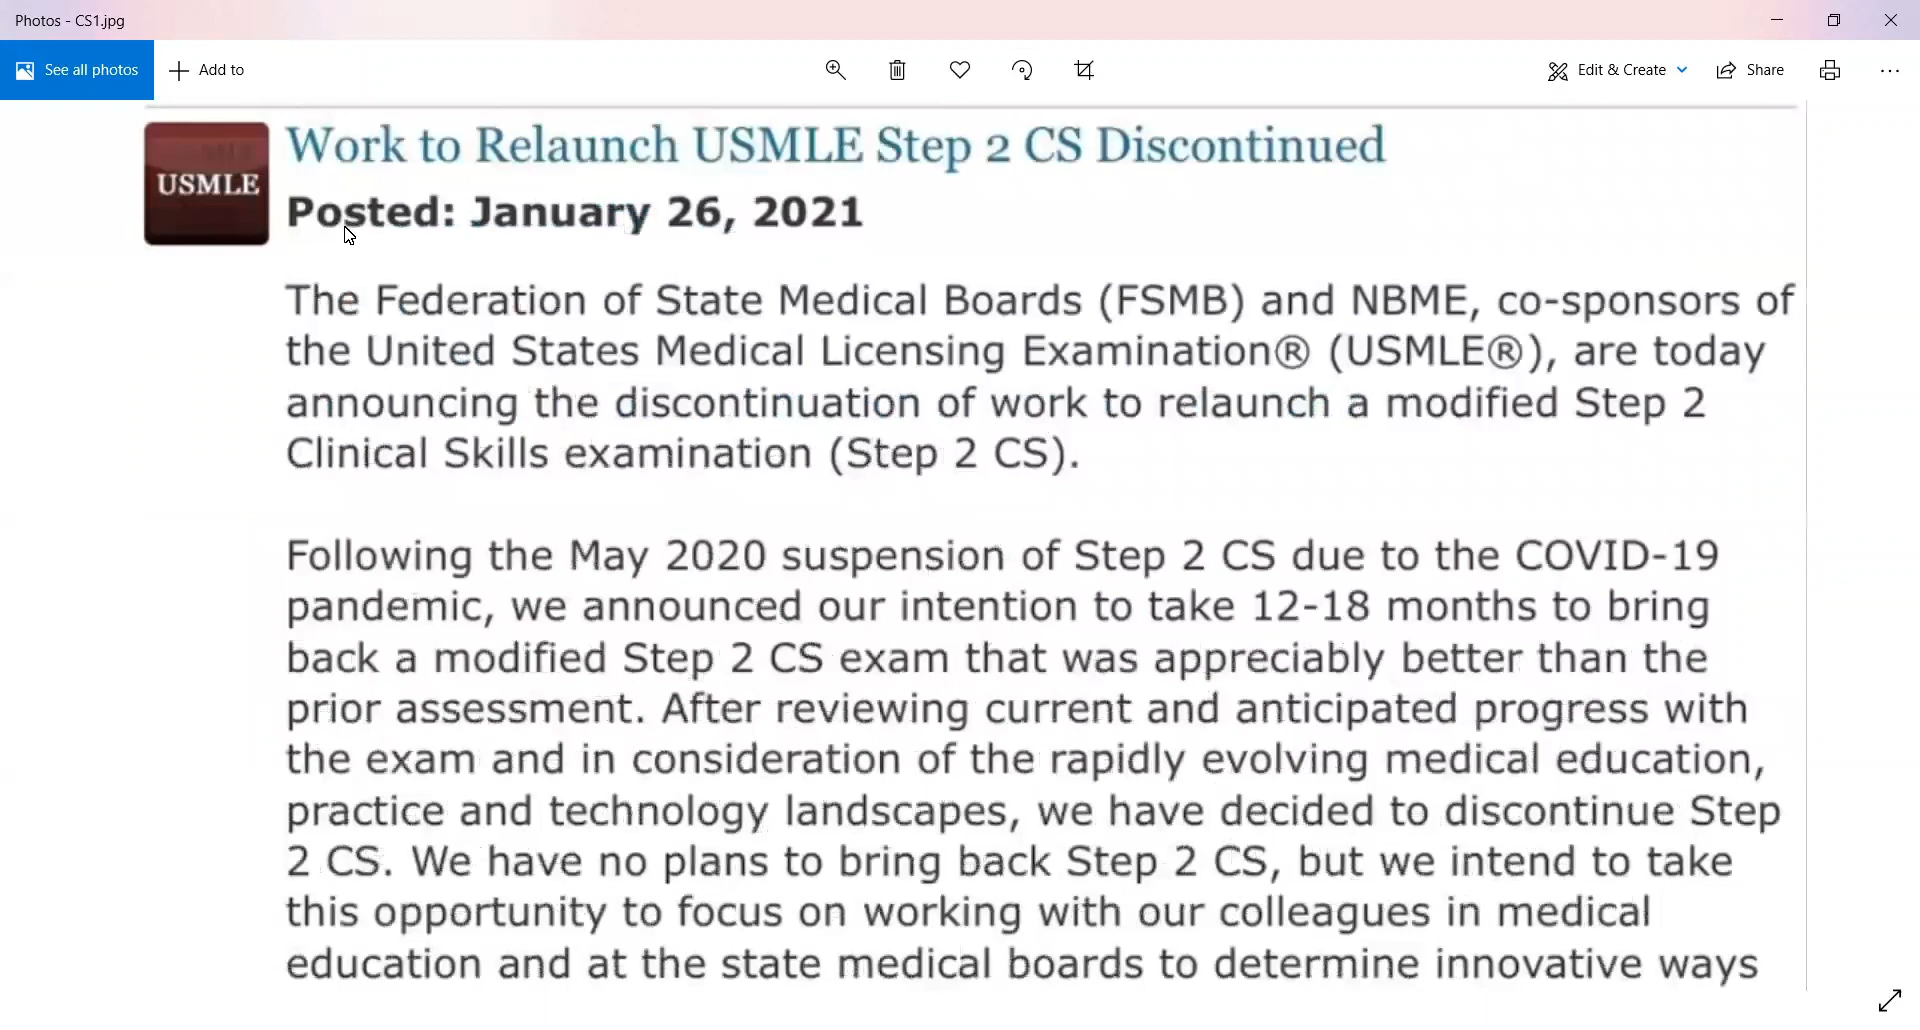 Photos - CS1.jpg
See all photos
Add to
Edit & Create
Share
USMLE
Work to Relaunch USMLE Step 2 CS Discontinued
Posted: January 26, 2021
The Federation of State Medical Boards (FSMB) and NBME, co-sponsors of
the United States Medical Licensing Examination® (USMLE®), are today
announcing the discontinuation of work to relaunch a modified Step 2
Clinical Skills examination (Step 2 CS).
Following the May 2020 suspension of Step 2 CS due to the COVID-19
pandemic, we announced our intention to take 12-18 months to bring
back a modified Step 2 CS exam that was appreciably better than the
prior assessment. After reviewing current and anticipated progress with
the exam and in consideration of the rapidly evolving medical education,
practice and technology landscapes, we have decided to discontinue Step
2 CS. We have no plans to bring back Step 2 CS, but we intend to take
this opportunity to focus on working with our colleagues in medical
education and at the state medical boards to determine innovative ways